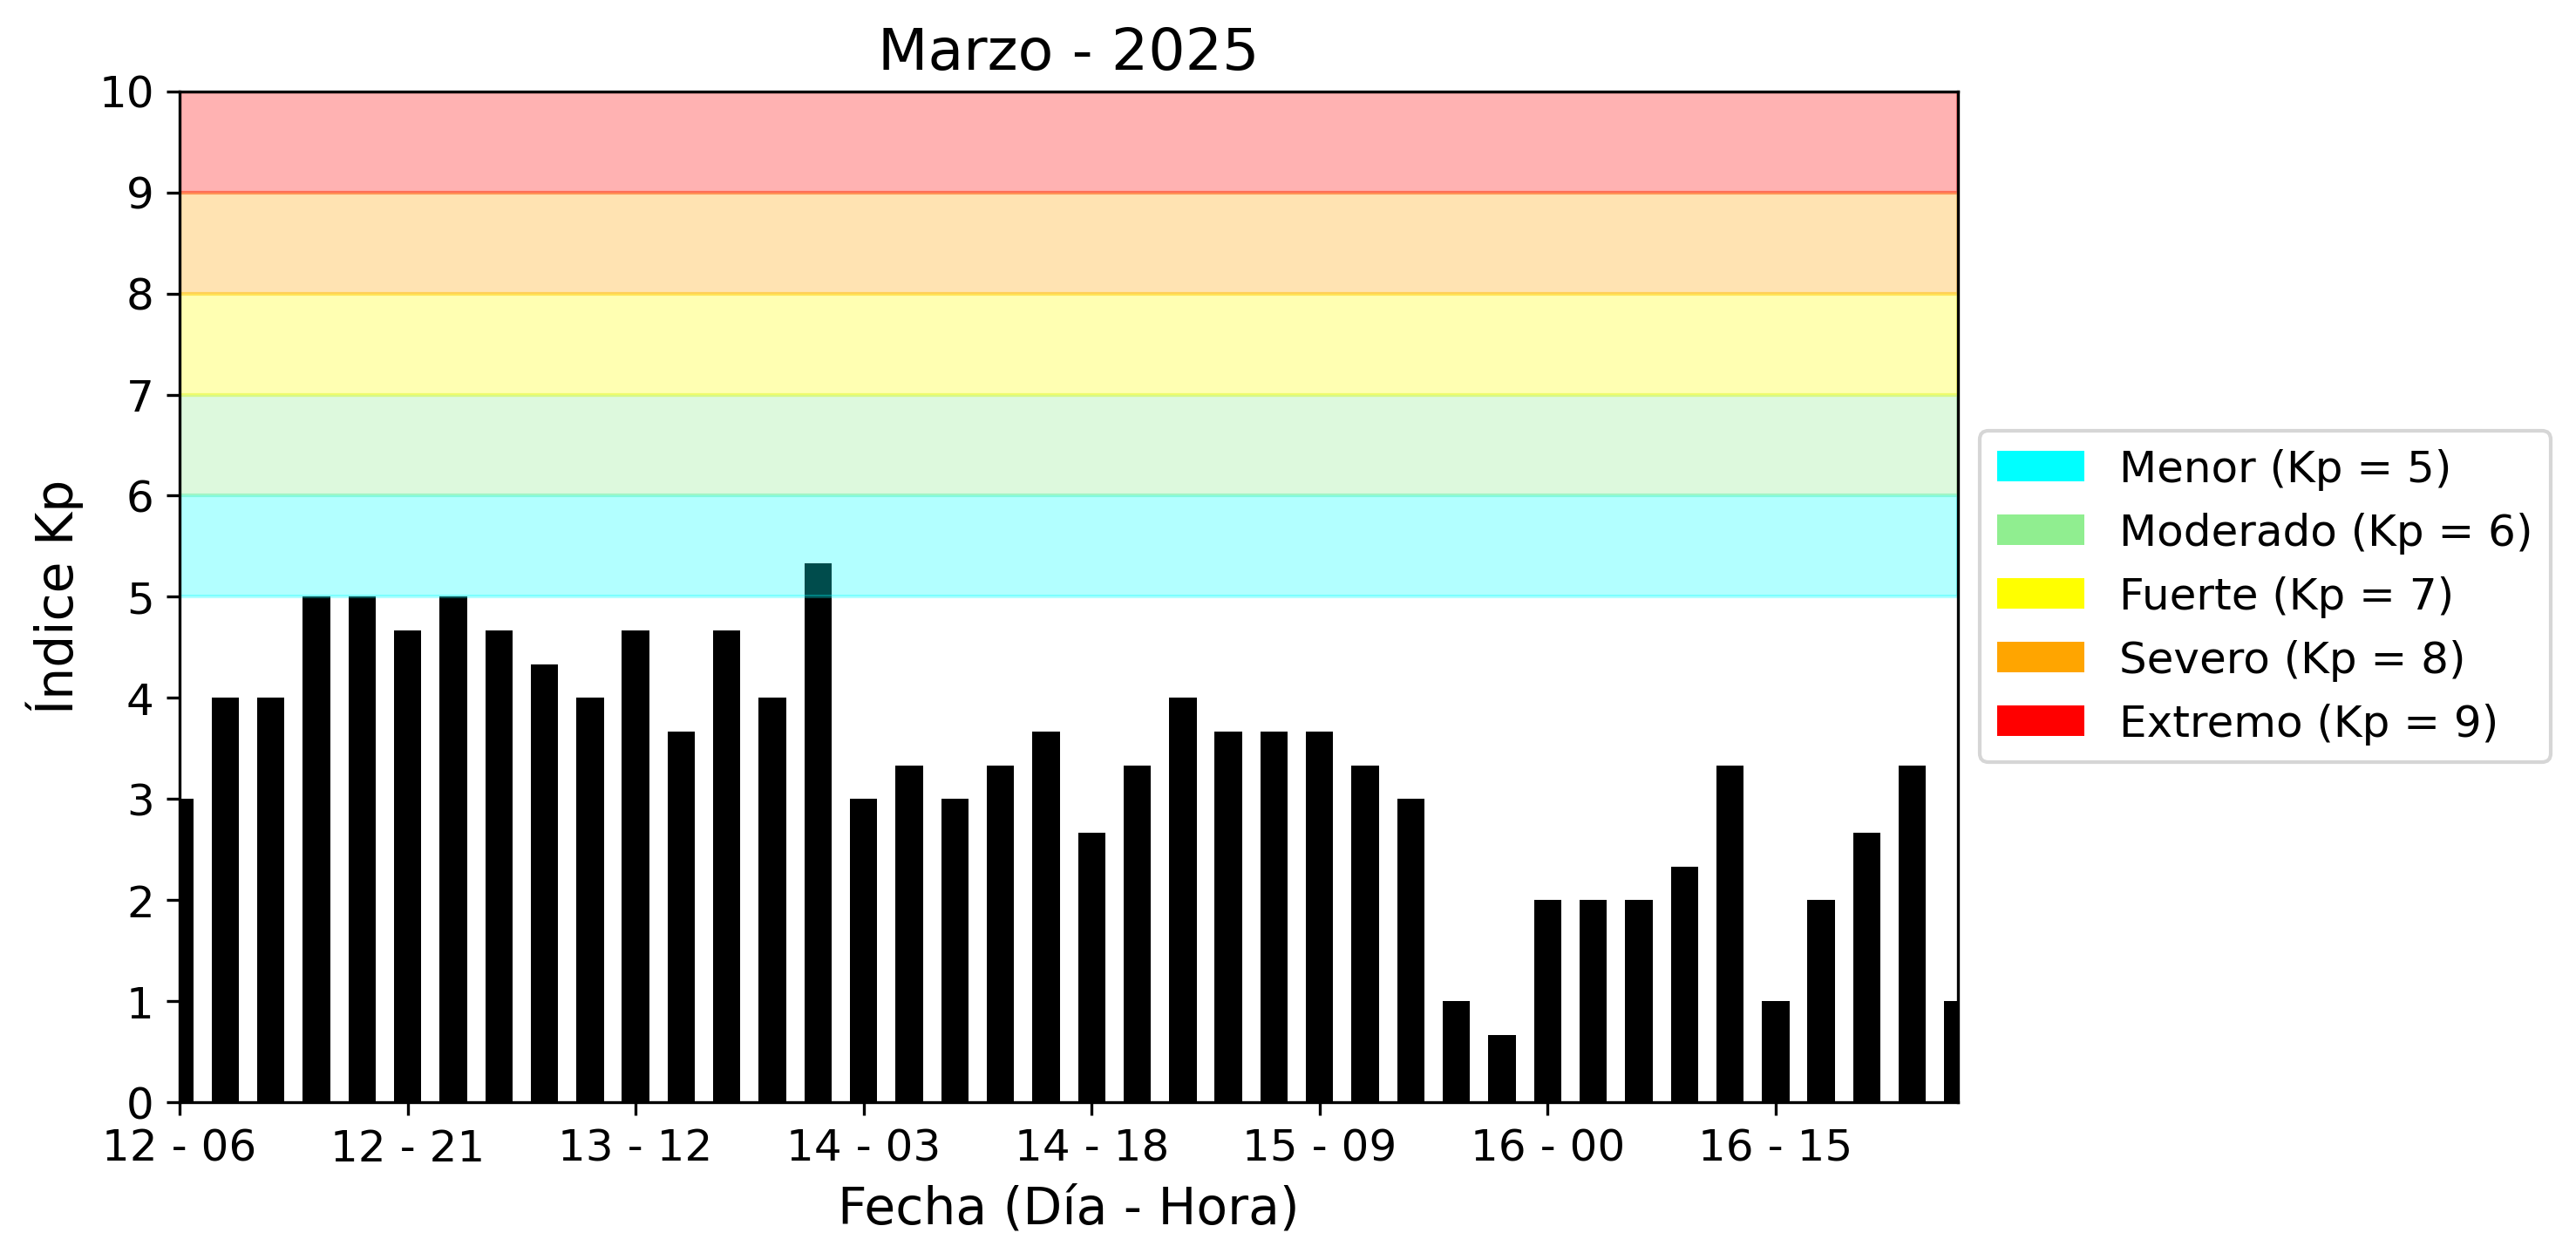 Marzo - 2025
10
9
8
7
6
5
4
3
2
1
0
Índice Kp
12 - 06
12 - 21
13 - 12
14 - 03
14 - 18
15 - 09
16 - 00
16 - 15
Fecha (Día - Hora)
Menor (Kp = 5)
Moderado (Kp = 6)
Fuerte (Kp = 7)
Severo (Kp = 8)
Extremo (Kp = 9)